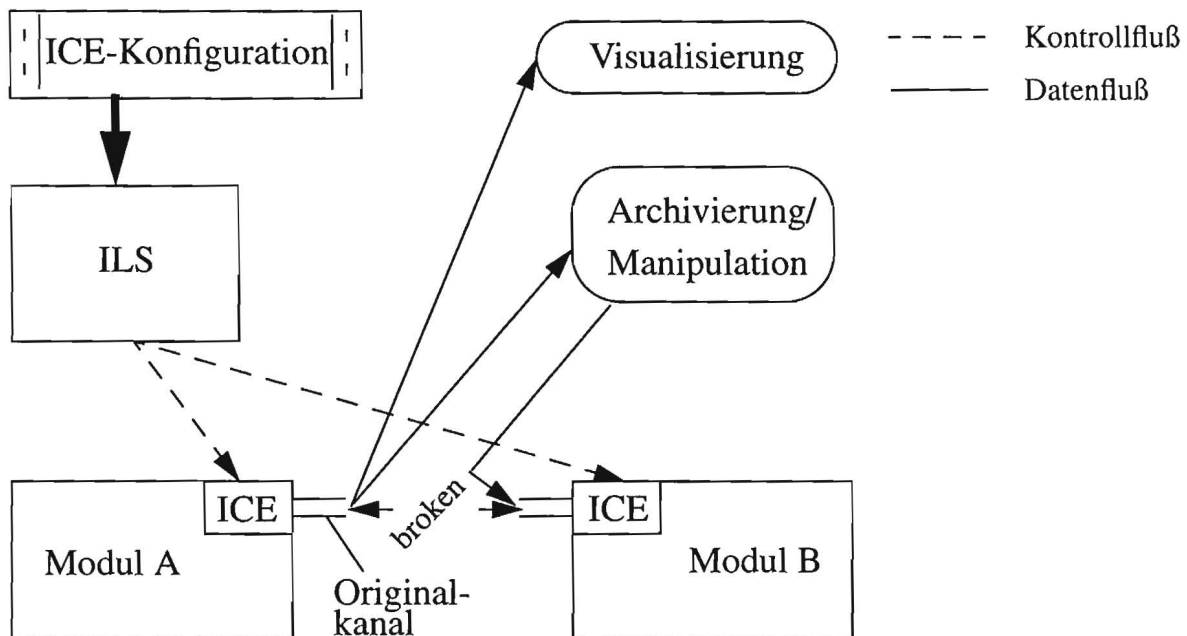 ICE-Konfiguration
Visualisierung
Kontrollfluß
Datenfluß
Archivierung/
Manipulation
ILS
ICE
broken
ICE
Modul A
Modul B
Original-
kanal